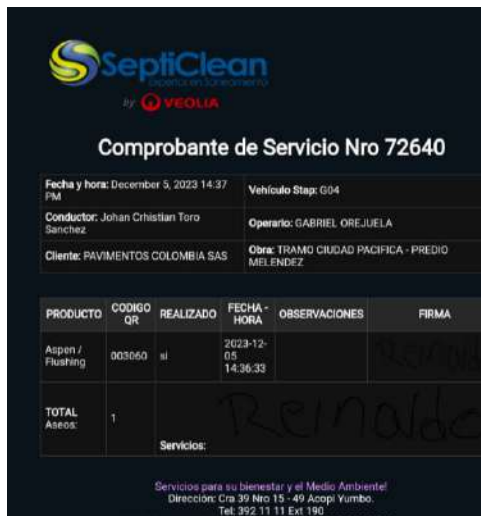 SeptiClean
experto en Saneamiento
by VEOLIA
Comprobante de Servicio Nro 72640
Fecha y hora: December 5, 2023 14:37 PM
Vehículo Stap: G04
Conductor: Johan Crhistian Toro Sanchez
Operario: GABRIEL OREJUELA
Cliente: PAVIMENTOS COLOMBIA SAS
Obra: TRAMO CIUDAD PACIFICA - PREDIO MELENDEZ
PRODUCTO CODIGO QR REALIZADO FECHA - HORA OBSERVACIONES FIRMA
Aspen / Flushing 003060 si 2023-12-05 14:36:33
TOTAL Aseos: 1 Servicios: Reinalde
Servicios para su bienestar y el Medio Ambiente!
Dirección: Cra 39 Nro 15 - 49 Acopi Yumbo.
Tel: 392 11 11 Ext 190